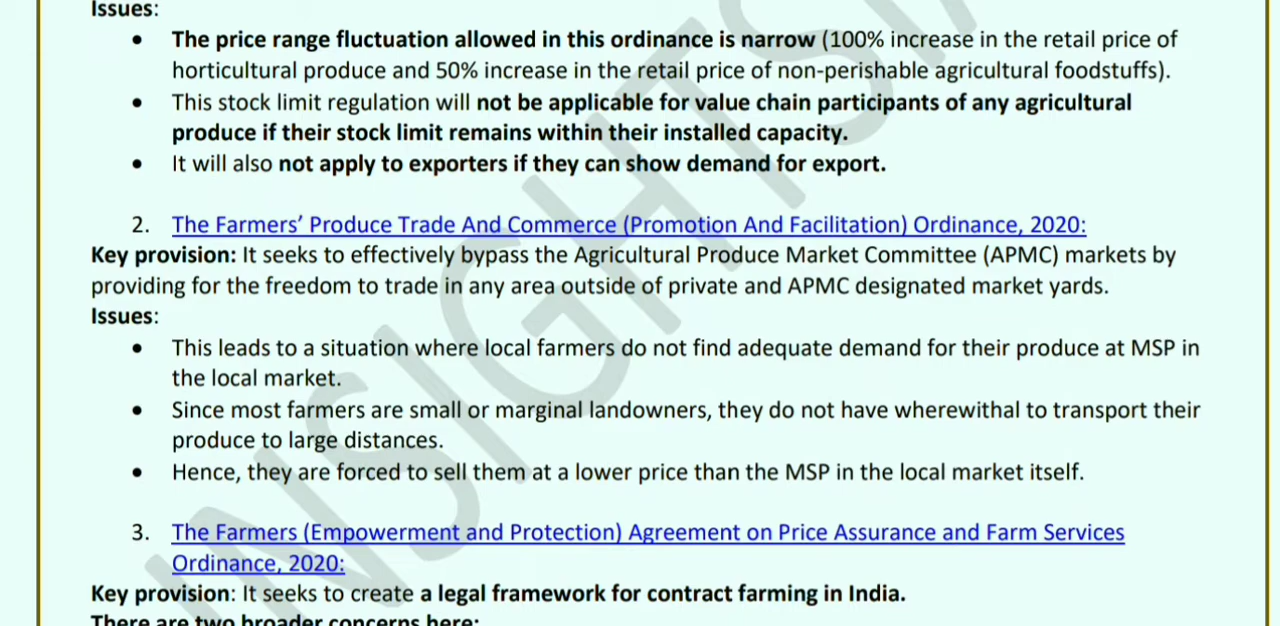 Issues:
• The price range fluctuation allowed in this ordinance is narrow (100% increase in the retail price of
horticultural produce and 50% increase in the retail price of non-perishable agricultural foodstuffs).
• This stock limit regulation will not be applicable for value chain participants of any agricultural
produce if their stock limit remains within their installed capacity.
• It will also not apply to exporters if they can show demand for export.
2. The Farmers' Produce Trade And Commerce (Promotion And Facilitation) Ordinance, 2020:
Key provision: It seeks to effectively bypass the Agricultural Produce Market Committee (APMC) markets by
providing for the freedom to trade in any area outside of private and APMC designated market yards.
Issues:
• This leads to a situation where local farmers do not find adequate demand for their produce at MSP in
the local market.
• Since most farmers are small or marginal landowners, they do not have wherewithal to transport their
produce to large distances.
• Hence, they are forced to sell them at a lower price than the MSP in the local market itself.
3. The Farmers (Empowerment and Protection) Agreement on Price Assurance and Farm Services
Ordinance, 2020:
Key provision: It seeks to create a legal framework for contract farming in India.
There are two broader concerns here:
INSIGHTSIA